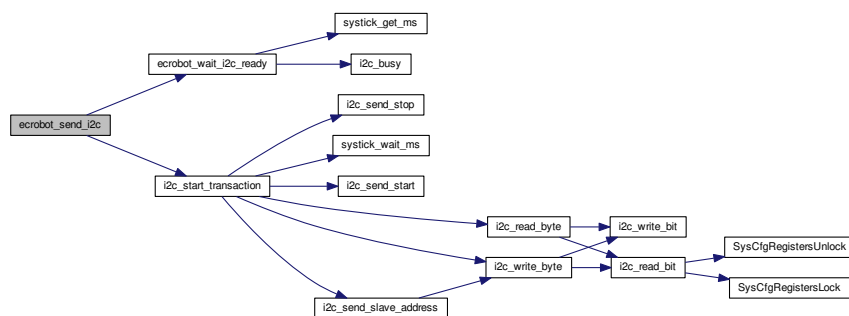 systick_get_ms
ecrobot_wait_i2c_ready
i2c_busy
i2c_send_stop
ecrobot_send_i2c
systick_wait_ms
i2c_start_transaction
i2c_send_start
i2c_read_byte
i2c_write_bit
SysCfgRegistersUnlock
i2c_write_byte
i2c_read_bit
SysCfgRegistersLock
i2c_send_slave_address